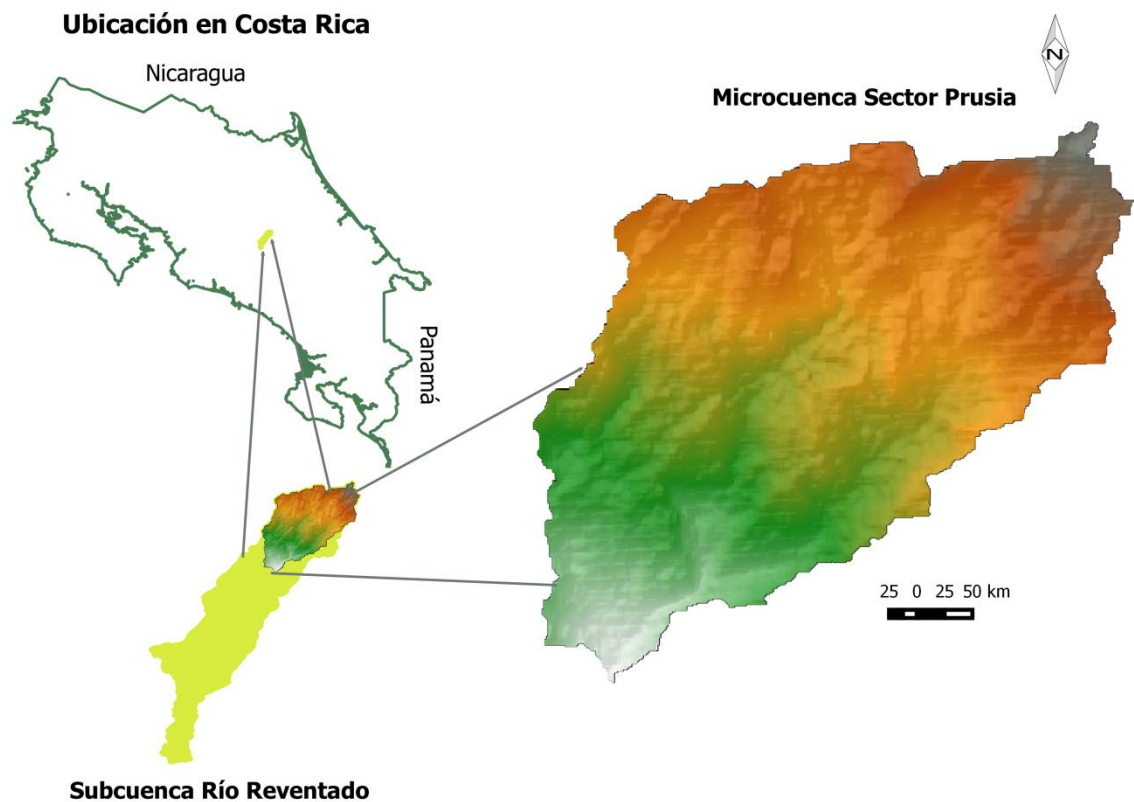 Ubicación en Costa Rica
Nicaragua
Panamá
N
Microcuenca Sector Prusia
25 0 25 50 km
Subcuenca Río Reventado